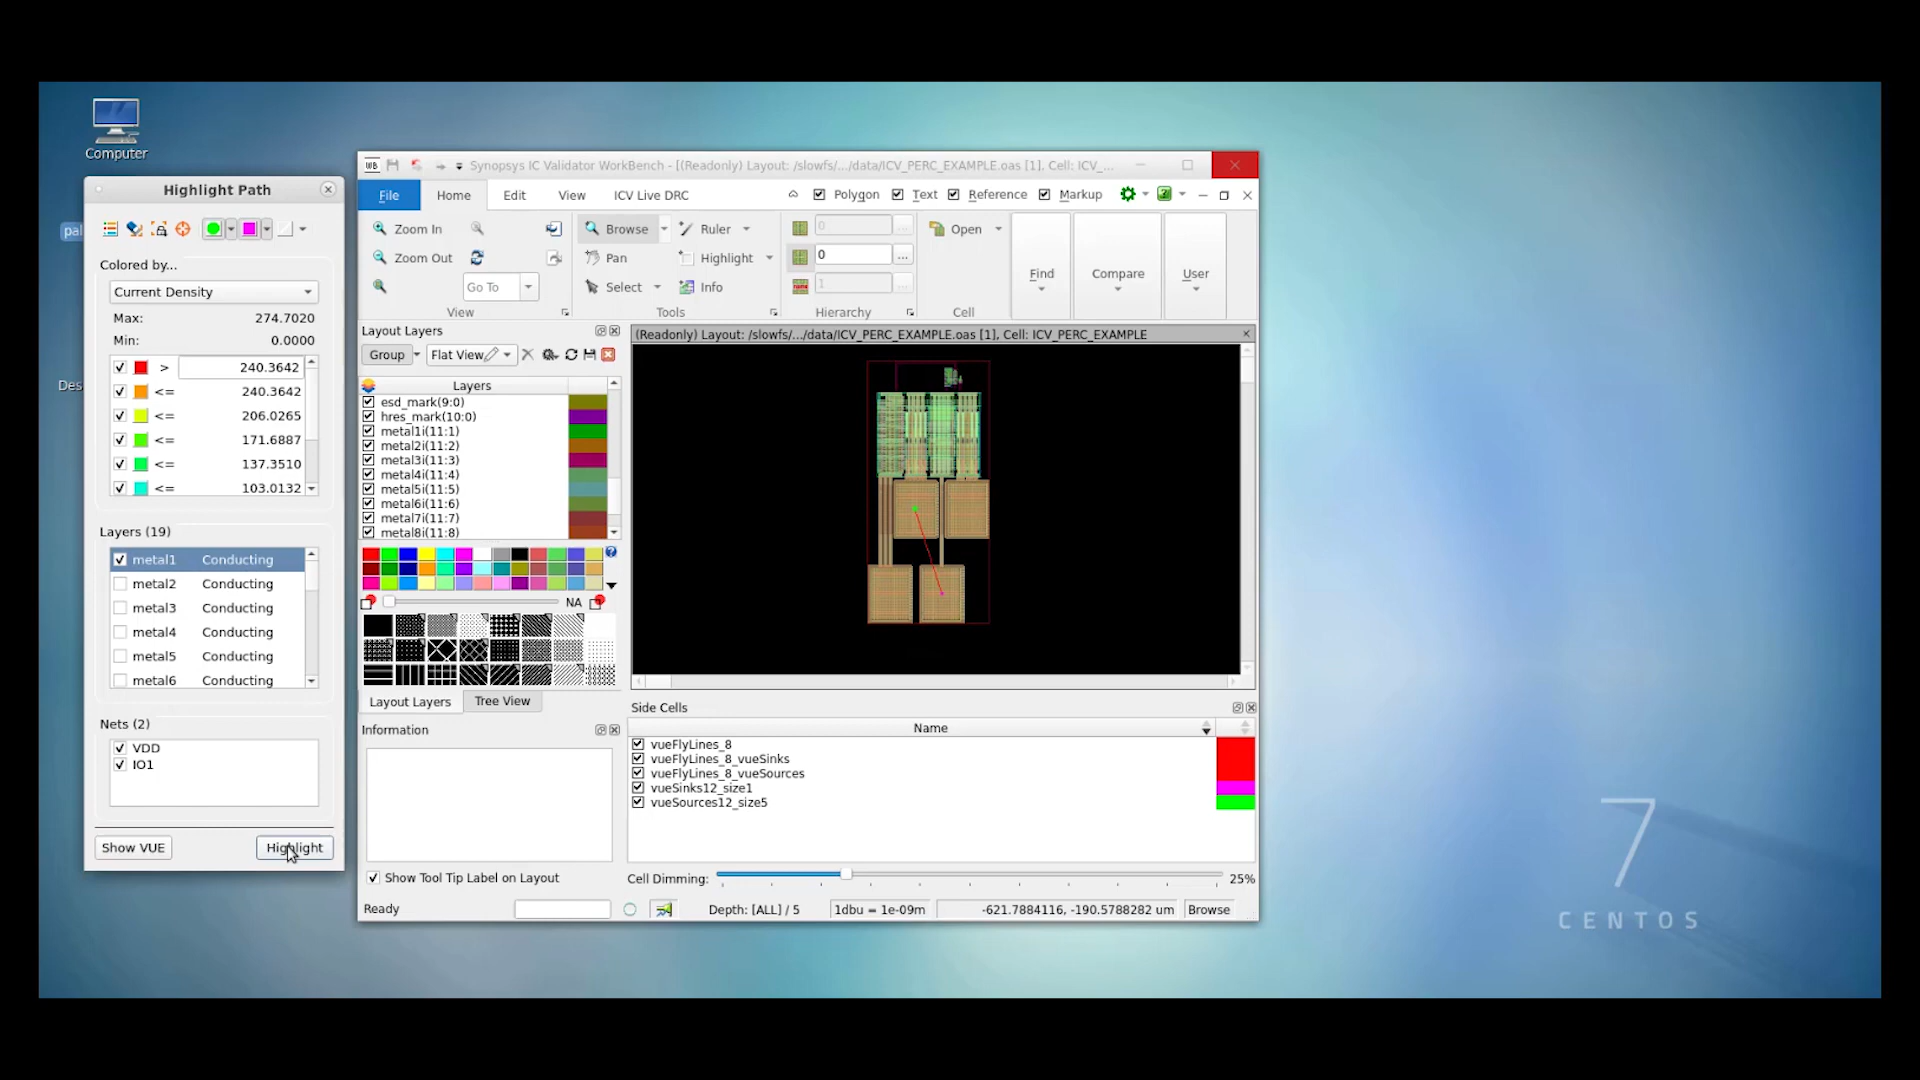 Computer
pal
Des
Highlight Path
Colored by...
Current Density
Max: 274.7020
Min: 0.0000
> 240.3642
<= 240.3642
<= 206.0265
<= 171.6887
<= 137.3510
<= 103.0132
Layers (19)
metal1 Conducting
metal2 Conducting
metal3 Conducting
metal4 Conducting
metal5 Conducting
metal6 Conducting
Nets (2)
VDD
IO1
Show VUE Highlight
WB Synopsys IC Validator WorkBench - [(Readonly) Layout: /slowfs/.../data/ICV_PERC_EXAMPLE.oas [1], Cell: ICV_...
File Home Edit View ICV Live DRC Polygon Text Reference Markup
Zoom In Browse Ruler 0 ... Open
Zoom Out Pan Highlight 0 ... Find Compare User
Go To Select Info 1 ...
View Tools Hierarchy Cell
Layout Layers
Group Flat View
Layers
esd_mark(9:0)
hres_mark(10:0)
metal1i(11:1)
metal2i(11:2)
metal3i(11:3)
metal4i(11:4)
metal5i(11:5)
metal6i(11:6)
metal7i(11:7)
metal8i(11:8)
NA
Layout Layers Tree View
Information
Show Tool Tip Label on Layout
(Readonly) Layout: /slowfs/.../data/ICV_PERC_EXAMPLE.oas [1], Cell: ICV_PERC_EXAMPLE
Side Cells
Name
vueFlyLines_8
vueFlyLines_8_vueSinks
vueFlyLines_8_vueSources
vueSinks12_size1
vueSources12_size5
Cell Dimming: 25%
Ready Depth: [ALL] / 5 1dbu = 1e-09m -621.7884116, -190.5788282 um Browse
7
CENTOS